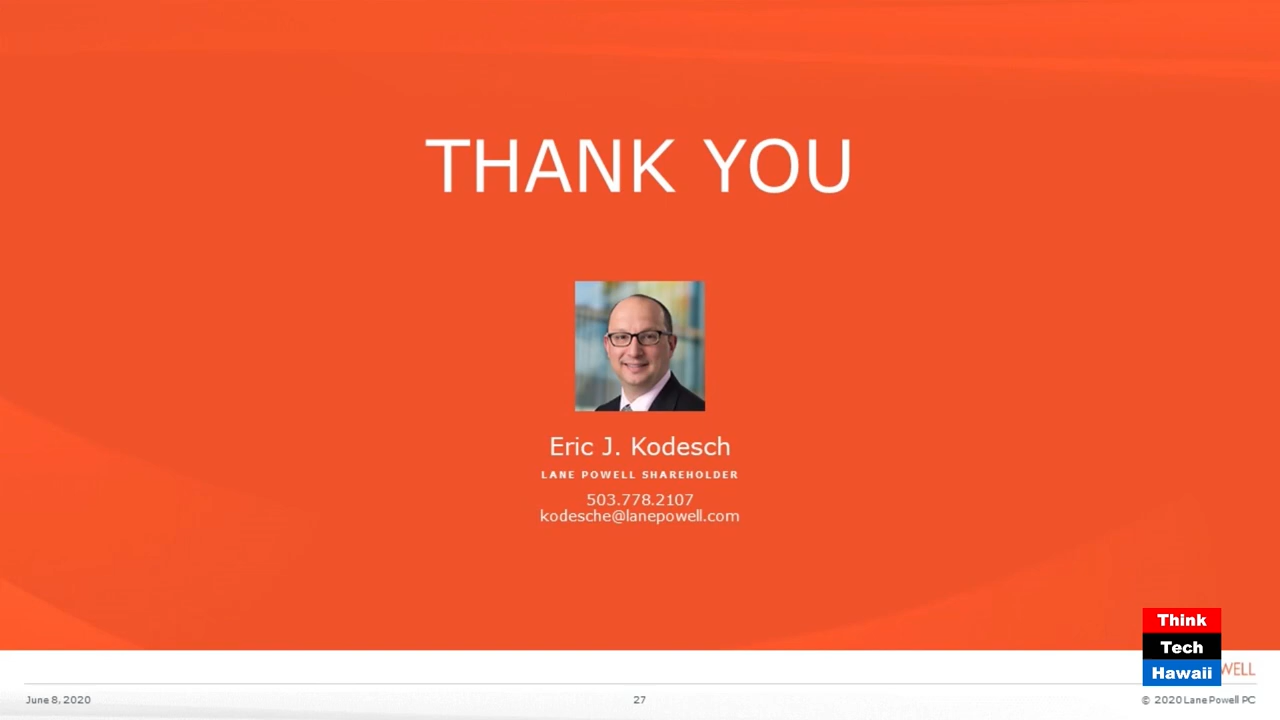 THANK YOU
Eric J. Kodesch
LANE POWELL SHAREHOLDER
503.778.2107
kodesche@lanepowell.com
Think
Tech
Hawaii
WELL
June 8, 2020
27
© 2020 Lane Powell PC